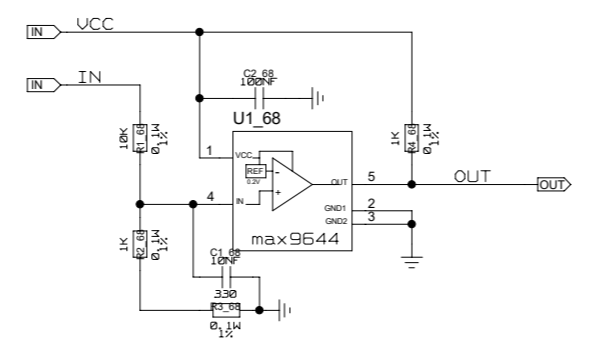 IN VCC
IN IN
C2_68
100NF
U1_68
10K R1_68 0.1W 1%
1K R4_68 0.1W 1%
1 VCC
REF
0.2V
-
+
OUT 5 OUT OUT
4 IN
GND1 2
GND2 3
max9644
1K R2_68 0.1W 1%
C1_68
10NF
330
R3_68
0.1W
1%